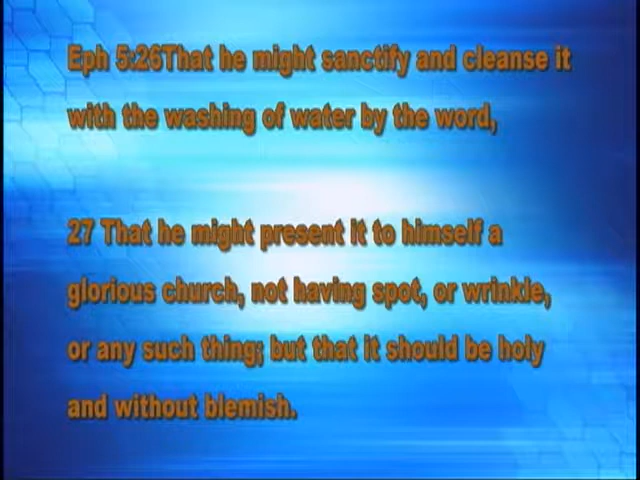 Eph 5:26That he might sanctify and cleanse it
with the washing of water by the word,
27 That he might present it to himself a
glorious church, not having spot, or wrinkle,
or any such thing; but that it should be holy
and without blemish.